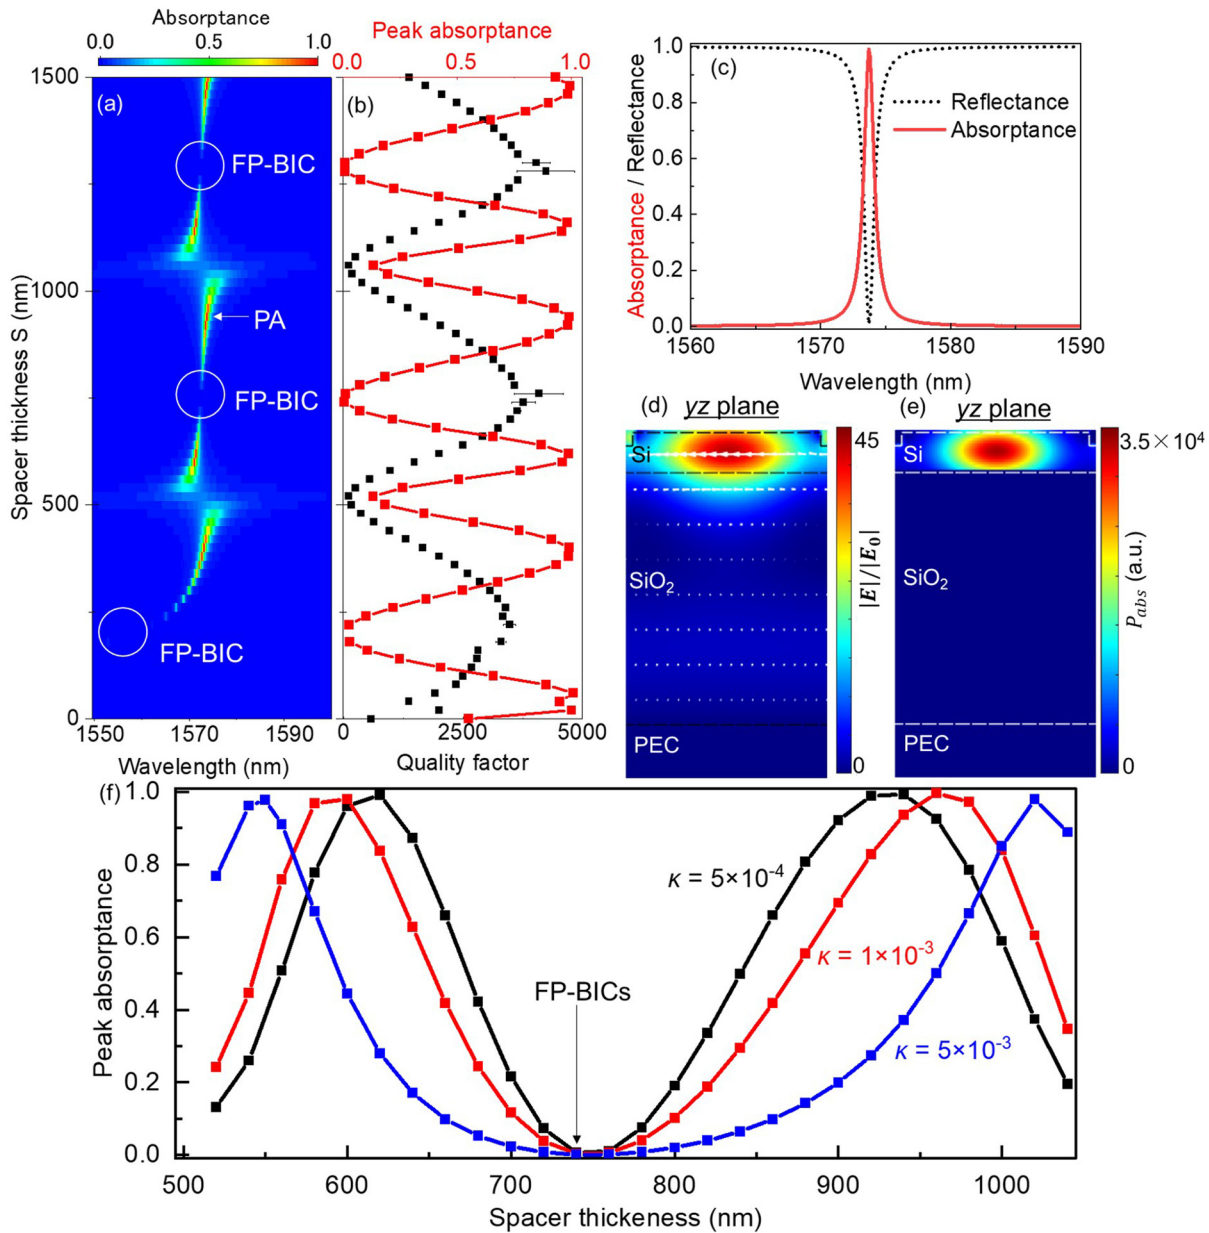 Absorptance
0.0 0.5 1.0
Peak absorptance
0.0 0.5 1.0
Spacer thickness S (nm)
1500
1000
500
0
(a)
FP-BIC
PA
FP-BIC
FP-BIC
1550 1570 1590
Wavelength (nm)
(b)
0 2500 5000
Quality factor
(c)
Absorptance / Reflectance
1.0
0.8
0.6
0.4
0.2
0.0
Reflectance
Absorptance
1560 1570 1580 1590
Wavelength (nm)
(d)
yz plane
Si
SiO2
PEC
45
|E|/|E0|
0
(e)
yz plane
Si
SiO2
PEC
3.5×10⁴
Pabs (a.u.)
0
(f)
Peak absorptance
1.0
0.8
0.6
0.4
0.2
0.0
κ = 5×10⁻⁴
κ = 1×10⁻³
κ = 5×10⁻³
FP-BICs
500 600 700 800 900 1000
Spacer thickeness (nm)